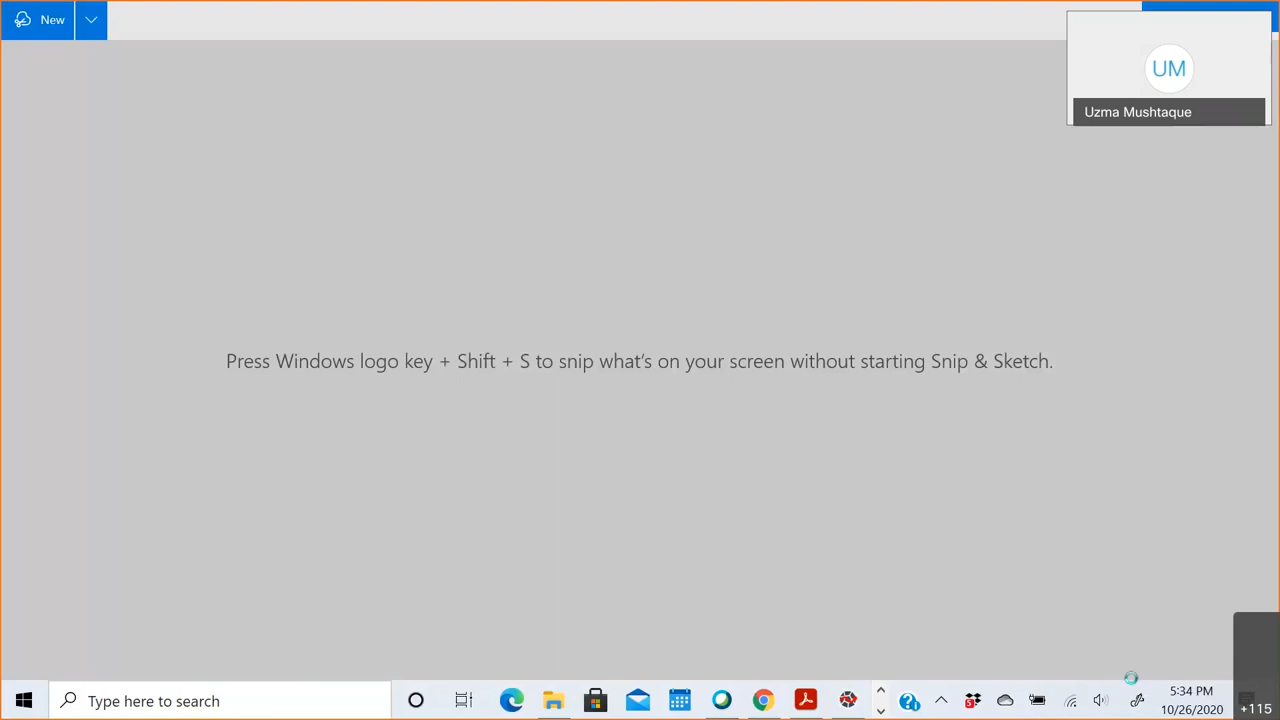 New
UM
Uzma Mushtaque
Press Windows logo key + Shift + S to snip what's on your screen without starting Snip & Sketch.
Type here to search
5:34 PM
10/26/2020
+115